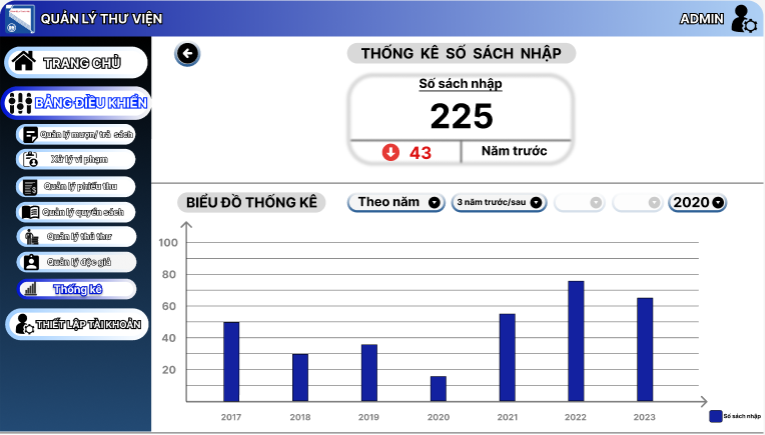 QUẢN LÝ THƯ VIỆN
ADMIN
TRANG CHỦ
BẢNG ĐIỀU KHIỂN
Quản lý mượn/ trả sách
Xử lý vi phạm
Quản lý phiếu thu
Quản lý quyển sách
Quản lý thủ thư
Quản lý độc giả
Thống kê
THIẾT LẬP TÀI KHOẢN
THỐNG KÊ SỐ SÁCH NHẬP
Số sách nhập
225
43
Năm trước
BIỂU ĐỒ THỐNG KÊ
Theo năm
3 năm trước/sau
2020
100
80
60
40
20
2017 2018 2019 2020 2021 2022 2023
Số sách nhập